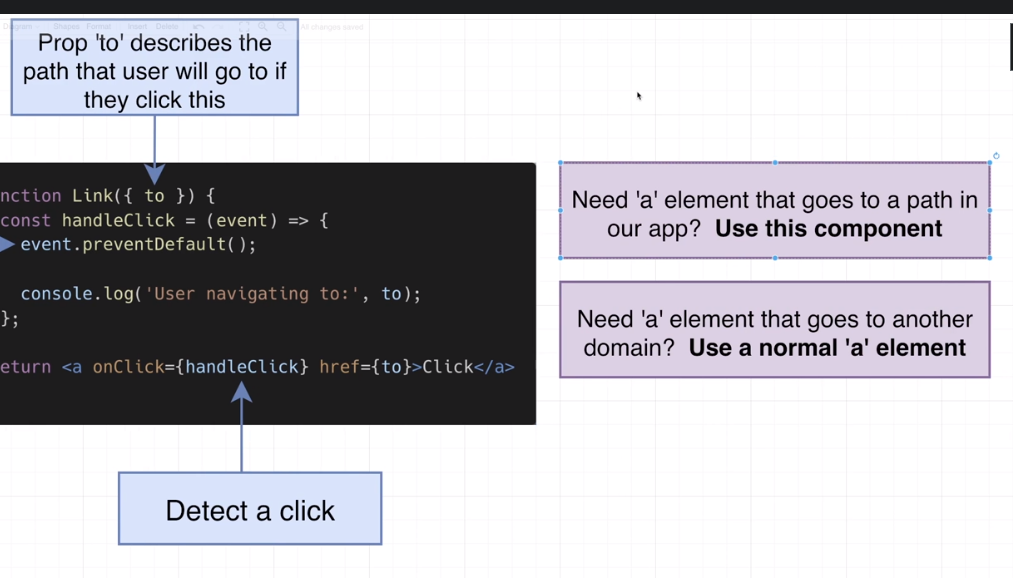 Diagram Shapes Format Insert Delete All changes saved
Prop 'to' describes the
path that user will go to if
they click this
nction Link({ to }) {
const handleClick = (event) => {
event.preventDefault();
console.log('User navigating to:', to);
};
eturn <a onClick={handleClick} href={to}>Click</a>
Detect a click
Need 'a' element that goes to a path in
our app? Use this component
Need 'a' element that goes to another
domain? Use a normal 'a' element